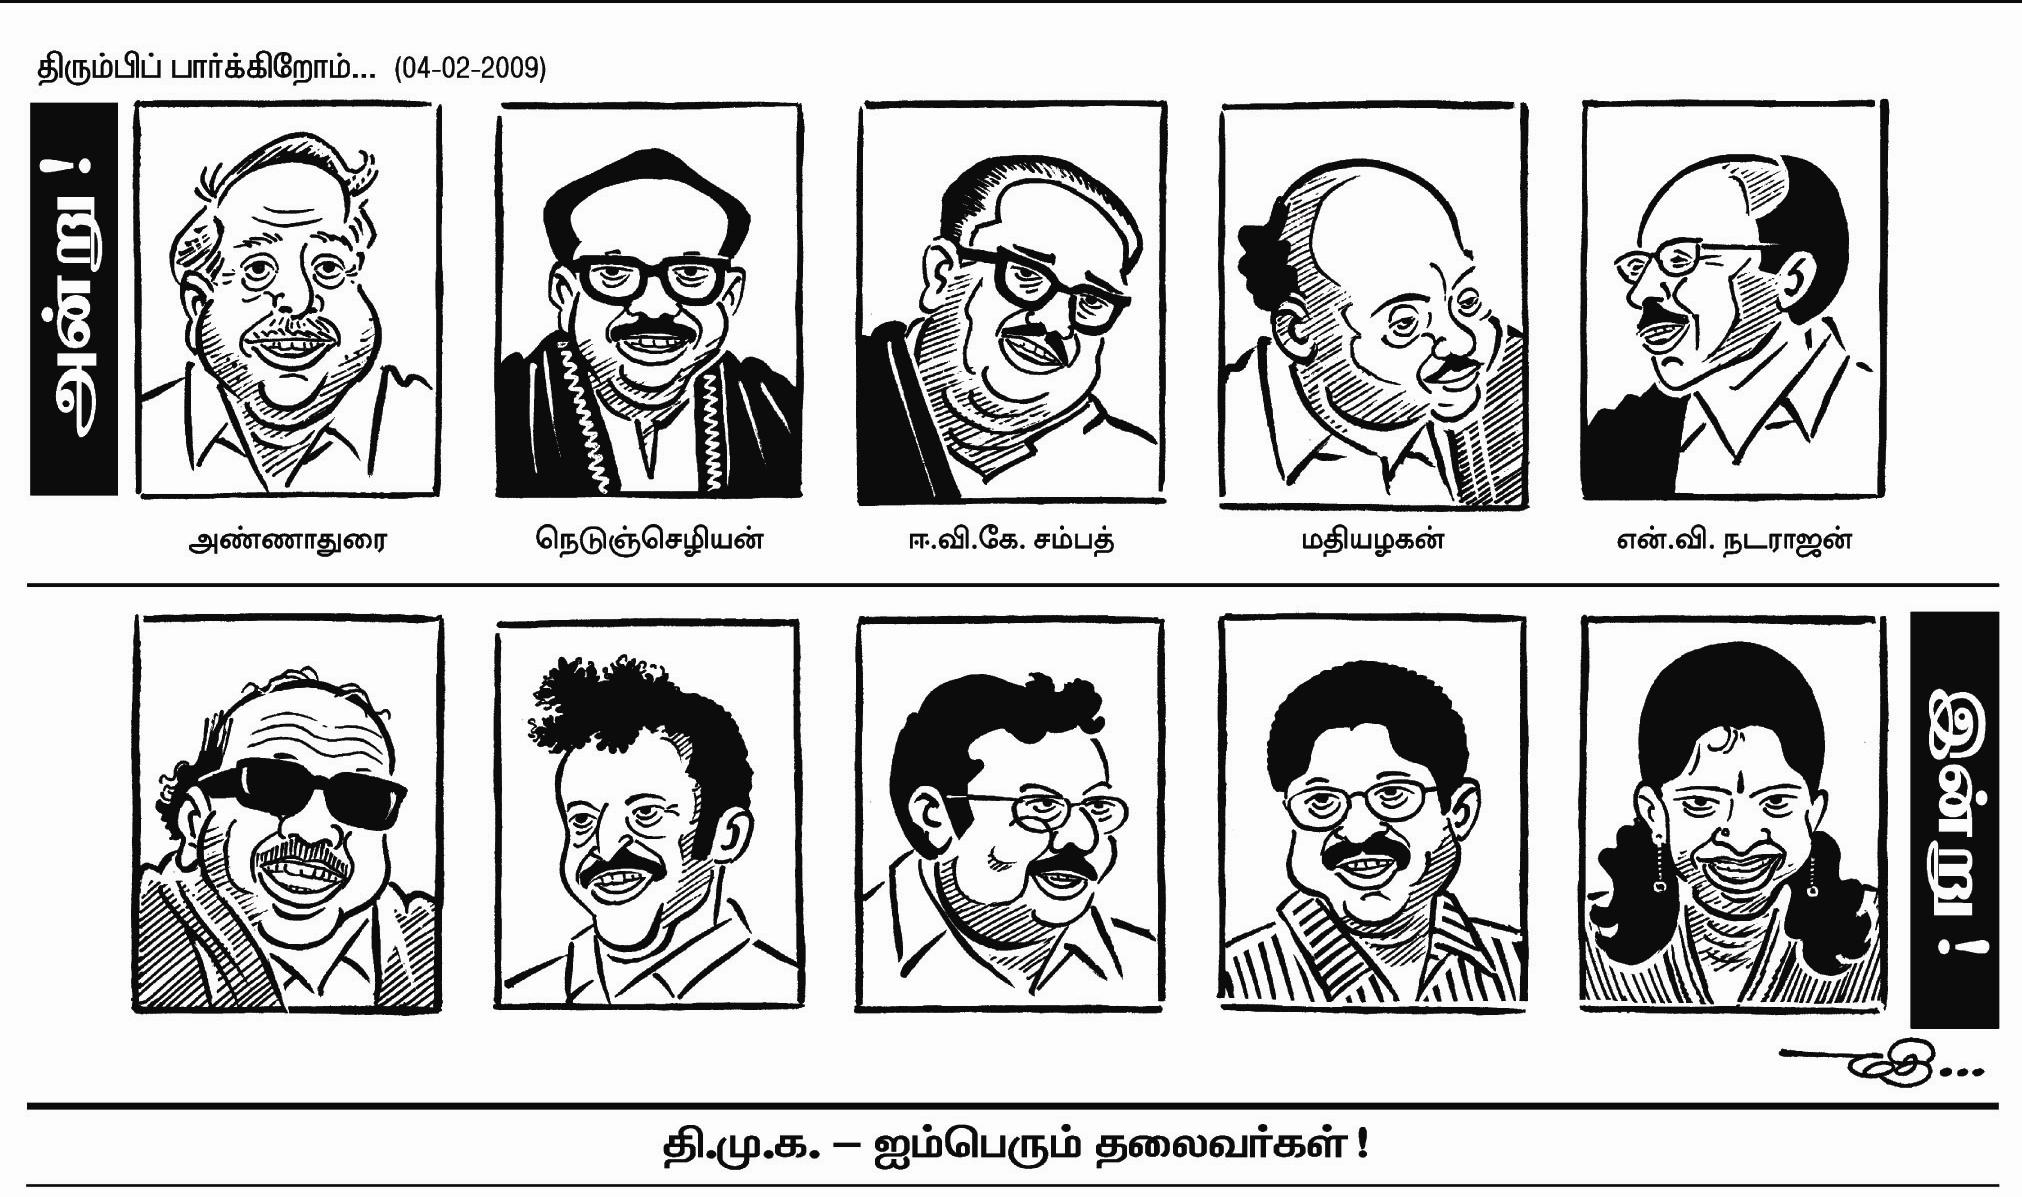 திரும்பிப் பார்க்கிறோம்... (04-02-2009)
அன்று !
அண்ணாதுரை
நெடுஞ்செழியன்
ஈ.வி.கே. சம்பத்
மதியழகன்
என்.வி. நடராஜன்
இன்று !
தி.மு.க. – ஐம்பெரும் தலைவர்கள் !